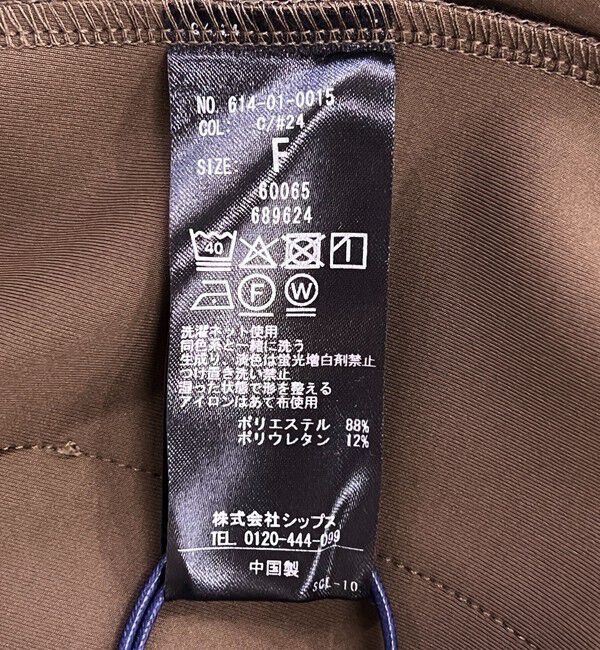 NO. 614-01-0015
COL: C/#24
SIZE: F
60065
689624
40
F W
洗濯ネット使用
同色系と一緒に洗う
生成り、淡色は蛍光増白剤禁止
つけ置き洗い禁止
湿った状態で形を整える
アイロンはあて布使用
ポリエステル 88%
ポリウレタン 12%
株式会社シップス
TEL. 0120-444-099
中国製
SGL-10